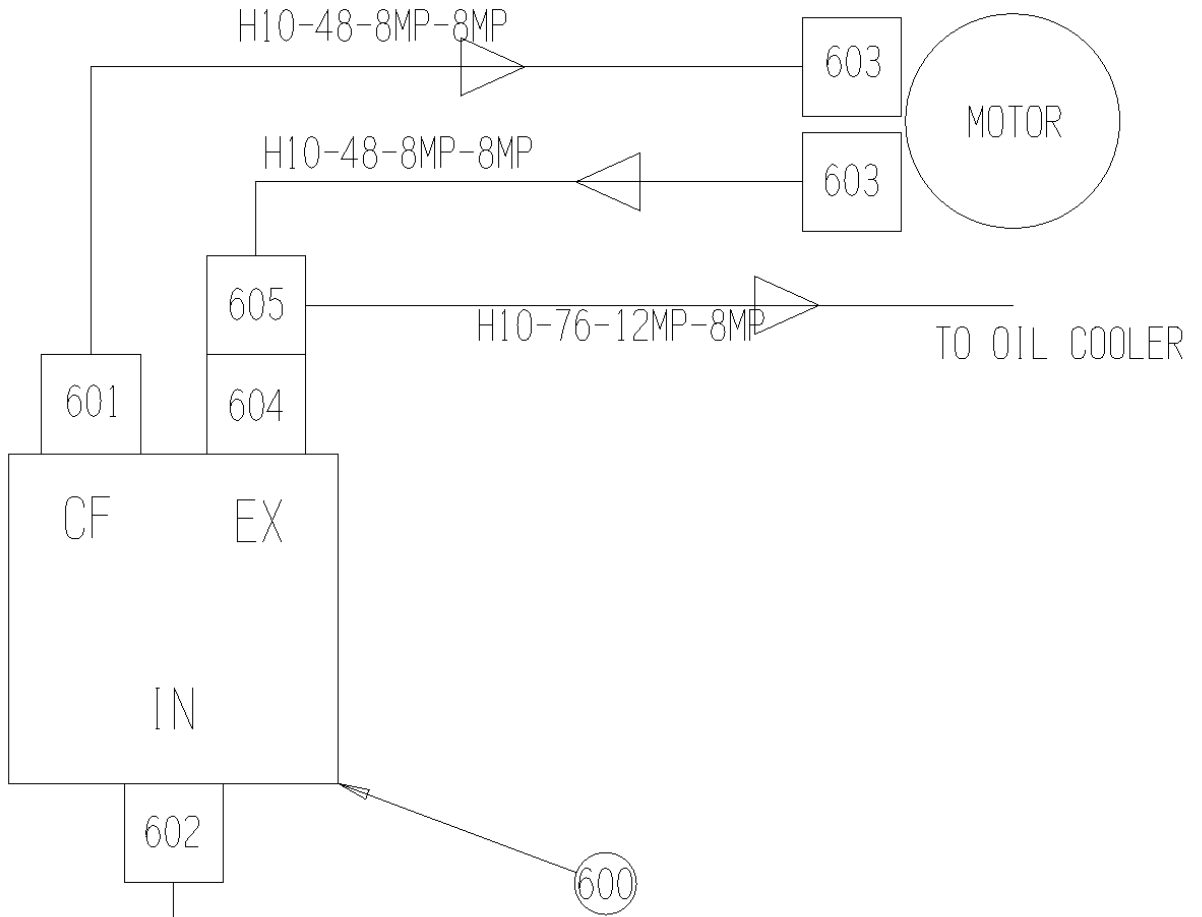 H10-48-8MP-8MP
603
MOTOR
H10-48-8MP-8MP
603
605
H10-76-12MP-8MP
TO OIL COOLER
601
604
CF
EX
IN
602
600